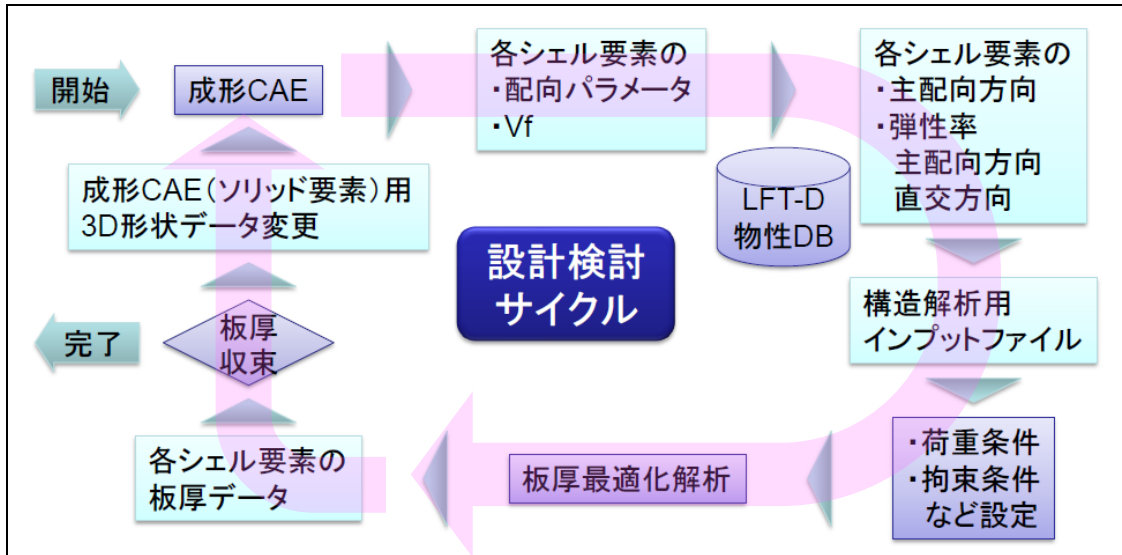 開始
成形CAE
各シェル要素の
・配向パラメータ
・Vf
各シェル要素の
・主配向方向
・弾性率
主配向方向
直交方向
LFT-D
物性DB
構造解析用
インプットファイル
・荷重条件
・拘束条件
など設定
板厚最適化解析
各シェル要素の
板厚データ
板厚
収束
完了
成形CAE(ソリッド要素)用
3D形状データ変更
設計検討
サイクル